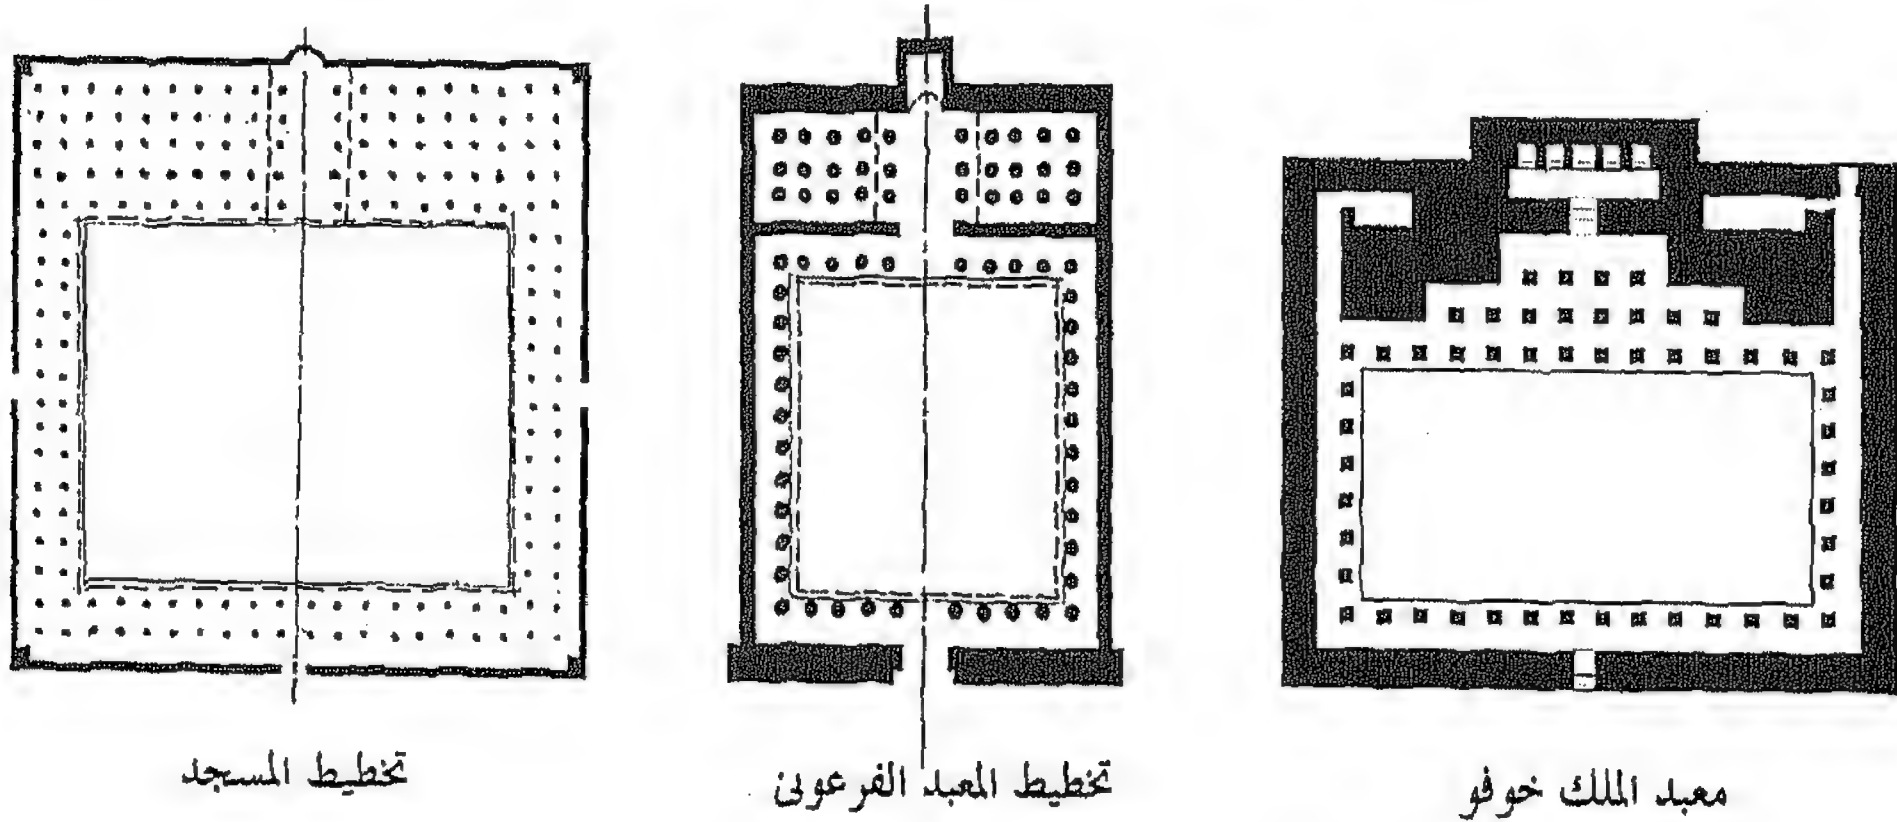 معبد الملك خوفو
تخطيط المعبد الفرعونى
تخطيط المسجد